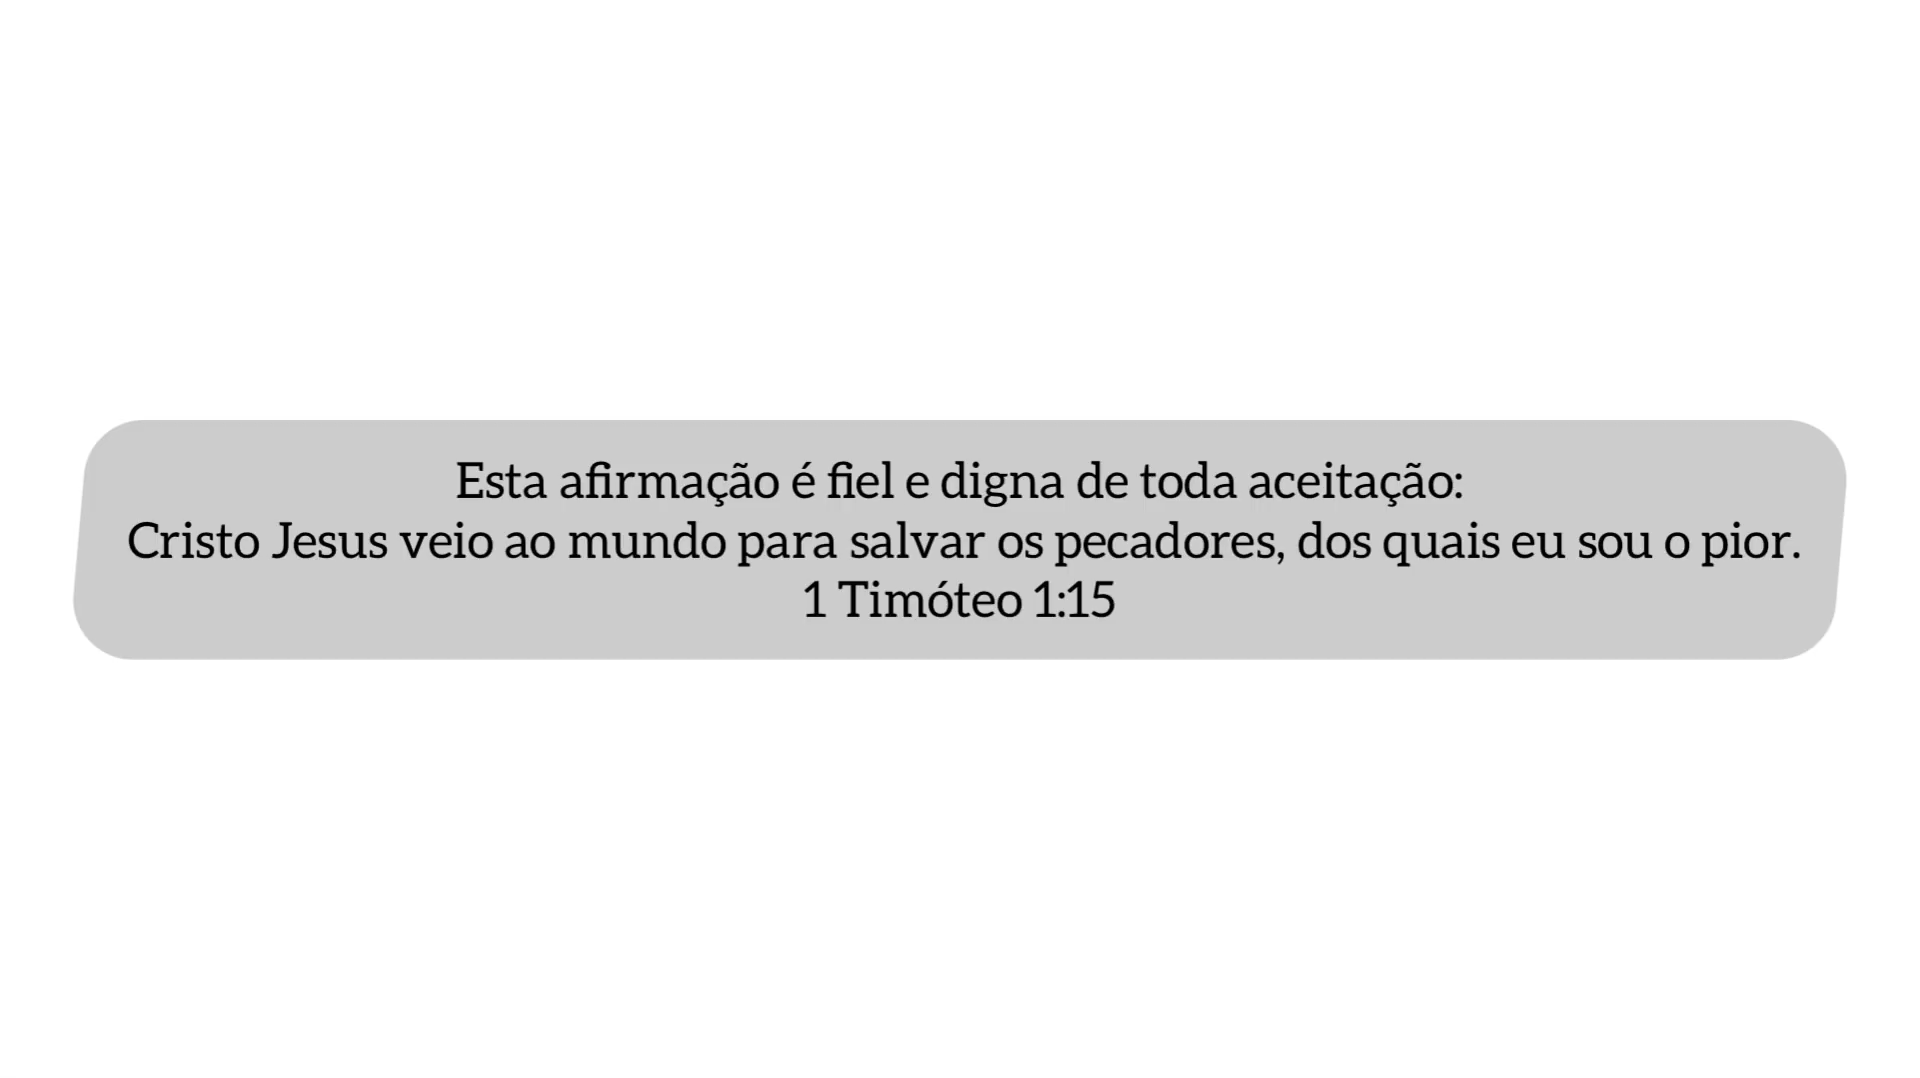 Esta afirmação é fiel e digna de toda aceitação:
Cristo Jesus veio ao mundo para salvar os pecadores, dos quais eu sou o pior.
1 Timóteo 1:15